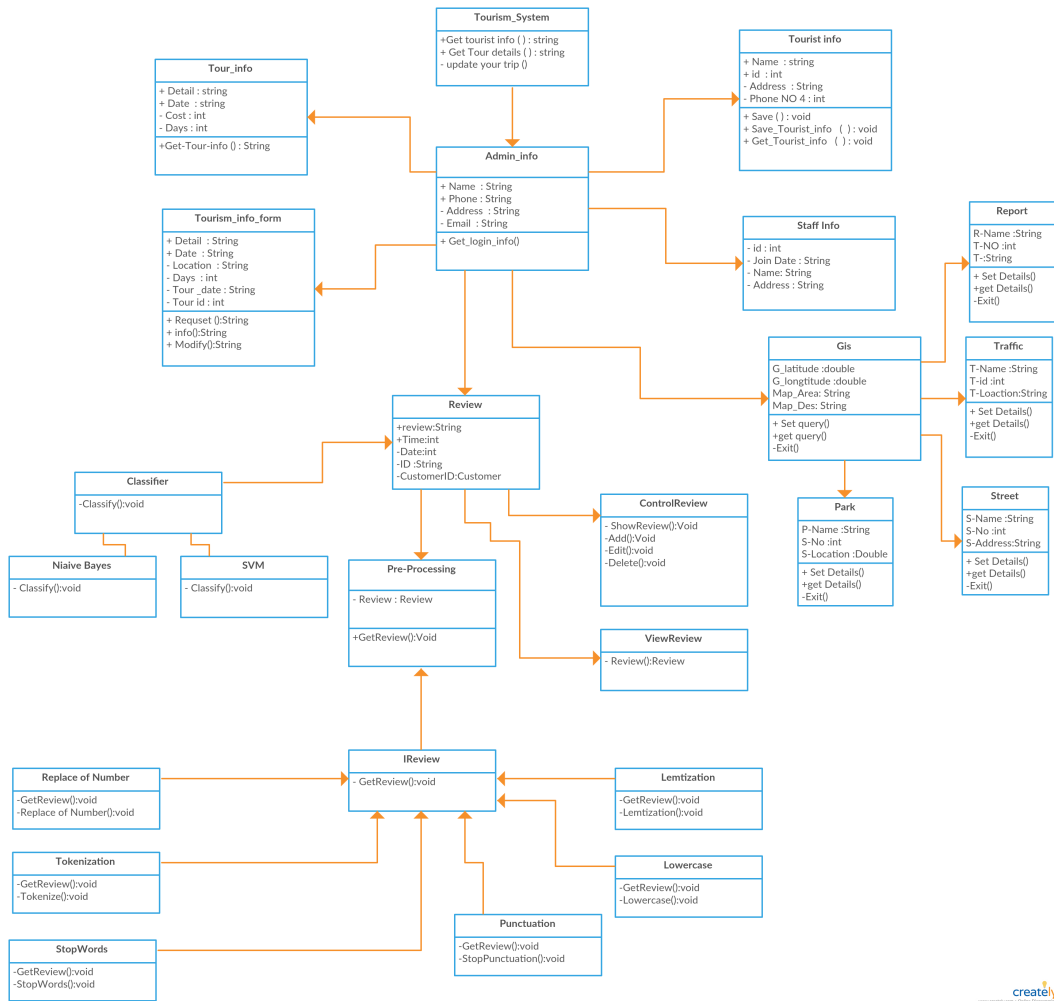 Tourism_System
+Get tourist info ( ) : string
+ Get Tour details ( ) : string
- update your trip ()
Tourist info
+ Name : string
+ id : int
- Address : String
- Phone NO 4 : int
+ Save ( ) : void
+ Save_Tourist_info ( ) : void
+ Get_Tourist_info ( ) : void
Tour_info
+ Detail : string
+ Date : string
- Cost : int
- Days : int
+Get-Tour-info () : String
Admin_info
+ Name : String
+ Phone : String
- Address : String
- Email : String
+ Get_login_info()
Tourism_info_form
+ Detail : String
+ Date : String
- Location : String
- Days : int
- Tour _date : String
- Tour id : int
+ Requset ():String
+ info():String
+ Modify():String
Staff Info
- id : int
- Join Date : String
- Name: String
- Address : String
Report
R-Name :String
T-NO :int
T-:String
+ Set Details()
+get Details()
-Exit()
Gis
G_latitude :double
G_longtitude :double
Map_Area: String
Map_Des: String
+ Set query()
+get query()
-Exit()
Traffic
T-Name :String
T-id :int
T-Loaction:String
+ Set Details()
+get Details()
-Exit()
Review
+review:String
+Time:int
-Date:int
-ID :String
-CustomerID:Customer
Classifier
-Classify():void
Niaive Bayes
- Classify():void
SVM
- Classify():void
Pre-Processing
- Review : Review
+GetReview():Void
ControlReview
- ShowReview():Void
-Add():Void
-Edit():void
-Delete():void
Park
P-Name :String
S-No :int
S-Location :Double
+ Set Details()
+get Details()
-Exit()
Street
S-Name :String
S-No :int
S-Address:String
+ Set Details()
+get Details()
-Exit()
ViewReview
- Review():Review
IReview
- GetReview():void
Replace of Number
-GetReview():void
-Replace of Number():void
Lemtization
-GetReview():void
-Lemtization():void
Tokenization
-GetReview():void
-Tokenize():void
Lowercase
-GetReview():void
-Lowercase():void
Punctuation
-GetReview():void
-StopPunctuation():void
StopWords
-GetReview():void
-StopWords():void
creately